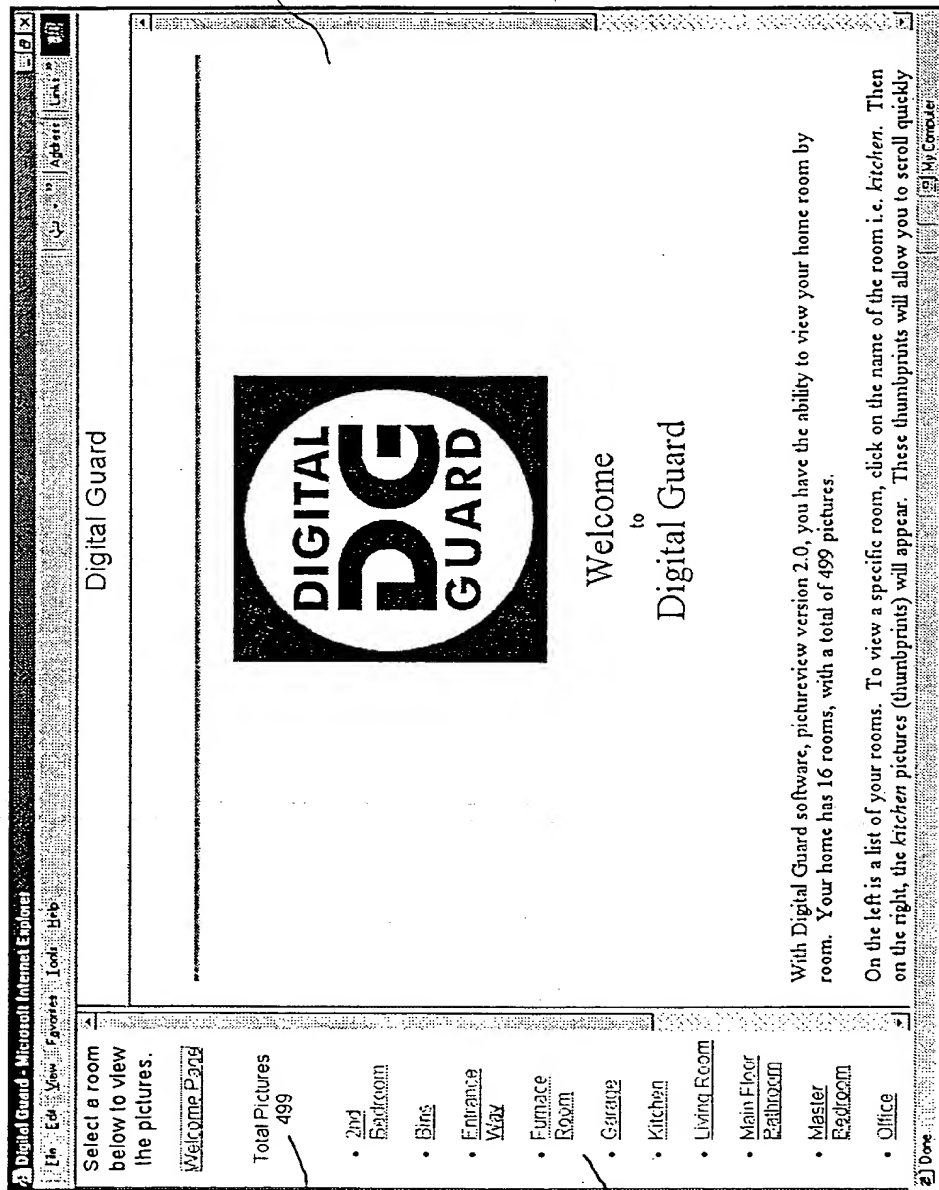 Digital Guard - Microsoft Internet Explorer
File Edit View Favorites Tools Help
Address Links »
Select a room
below to view
the pictures.
Welcome Page
Total Pictures
499
• 2nd
Bedroom
• Bins
• Entrance
Way
• Furnace
Room
• Garage
• Kitchen
• Living Room
• Main Floor
Bathroom
• Master
Bedroom
• Office
Digital Guard
DIGITAL
DG
GUARD
Welcome
to
Digital Guard
With Digital Guard software, pictureview version 2.0, you have the ability to view your home room by
room. Your home has 16 rooms, with a total of 499 pictures.
On the left is a list of your rooms. To view a specific room, click on the name of the room i.e. kitchen. Then
on the right, the kitchen pictures (thumbprints) will appear. These thumbprints will allow you to scroll quickly
Done
My Computer